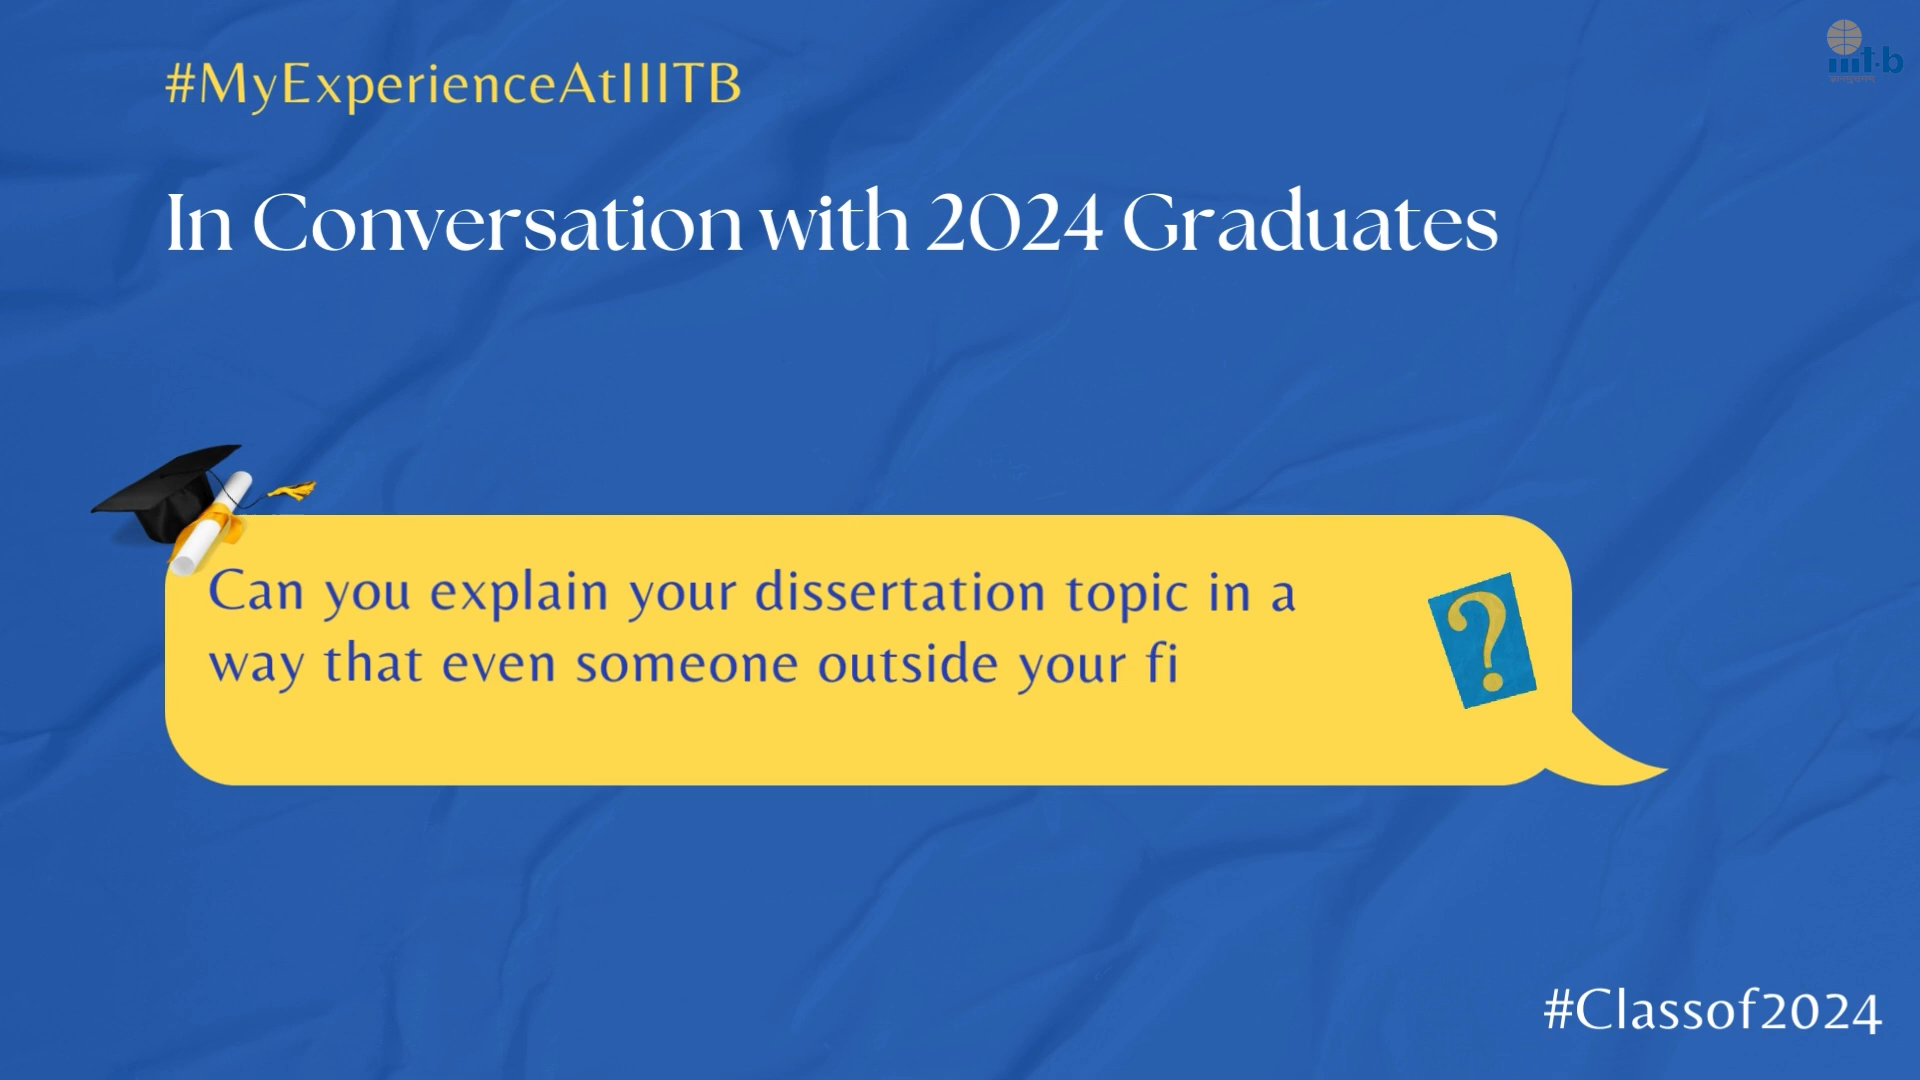 #MyExperienceAtIIITB
iiit-b
In Conversation with 2024 Graduates
Can you explain your dissertation topic in a
way that even someone outside your fi
?
#Classof2024